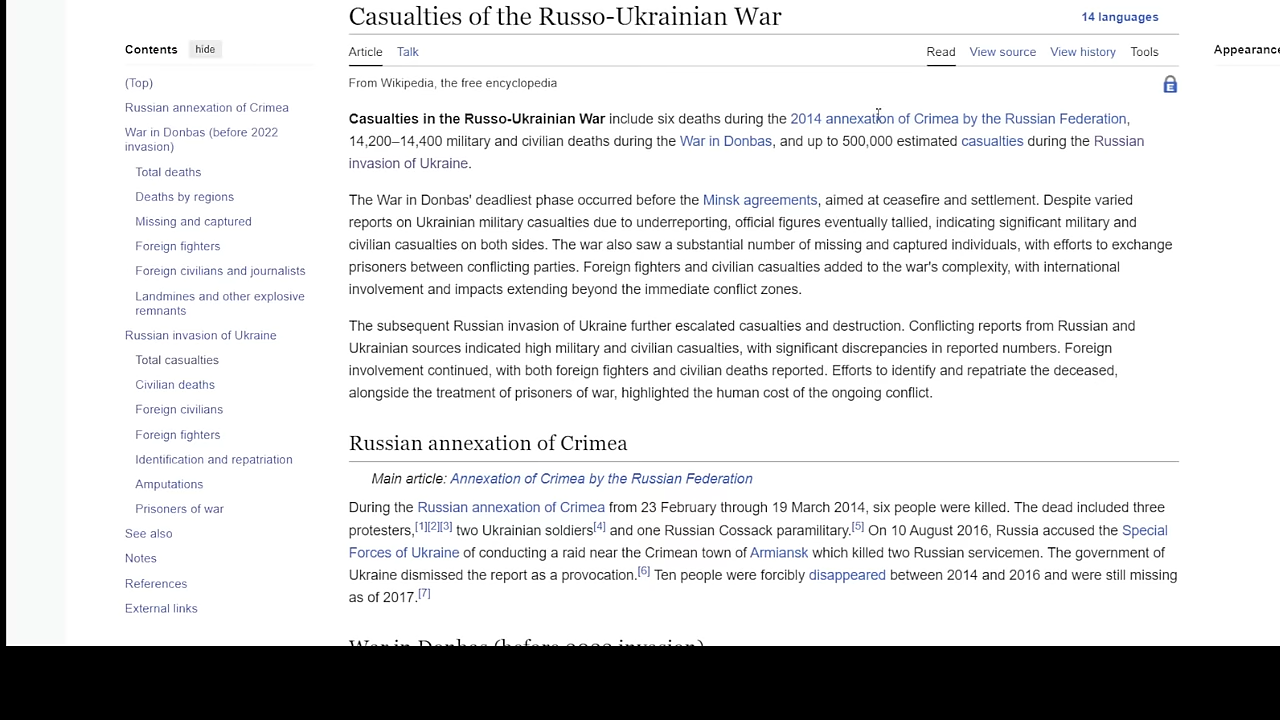 Casualties of the Russo-Ukrainian War
14 languages
Contents hide
Article Talk
Read View source View history Tools
Appearance
(Top)
Russian annexation of Crimea
War in Donbas (before 2022
invasion)
Total deaths
Deaths by regions
Missing and captured
Foreign fighters
Foreign civilians and journalists
Landmines and other explosive
remnants
Russian invasion of Ukraine
Total casualties
Civilian deaths
Foreign civilians
Foreign fighters
Identification and repatriation
Amputations
Prisoners of war
See also
Notes
References
External links
From Wikipedia, the free encyclopedia
E
Casualties in the Russo-Ukrainian War include six deaths during the 2014 annexation of Crimea by the Russian Federation,
14,200–14,400 military and civilian deaths during the War in Donbas, and up to 500,000 estimated casualties during the Russian
invasion of Ukraine.
The War in Donbas' deadliest phase occurred before the Minsk agreements, aimed at ceasefire and settlement. Despite varied
reports on Ukrainian military casualties due to underreporting, official figures eventually tallied, indicating significant military and
civilian casualties on both sides. The war also saw a substantial number of missing and captured individuals, with efforts to exchange
prisoners between conflicting parties. Foreign fighters and civilian casualties added to the war's complexity, with international
involvement and impacts extending beyond the immediate conflict zones.
The subsequent Russian invasion of Ukraine further escalated casualties and destruction. Conflicting reports from Russian and
Ukrainian sources indicated high military and civilian casualties, with significant discrepancies in reported numbers. Foreign
involvement continued, with both foreign fighters and civilian deaths reported. Efforts to identify and repatriate the deceased,
alongside the treatment of prisoners of war, highlighted the human cost of the ongoing conflict.
Russian annexation of Crimea
Main article: Annexation of Crimea by the Russian Federation
During the Russian annexation of Crimea from 23 February through 19 March 2014, six people were killed. The dead included three
protesters,[1][2][3] two Ukrainian soldiers[4] and one Russian Cossack paramilitary.[5] On 10 August 2016, Russia accused the Special
Forces of Ukraine of conducting a raid near the Crimean town of Armiansk which killed two Russian servicemen. The government of
Ukraine dismissed the report as a provocation.[6] Ten people were forcibly disappeared between 2014 and 2016 and were still missing
as of 2017.[7]
War in Donbas (before 2022 invasion)